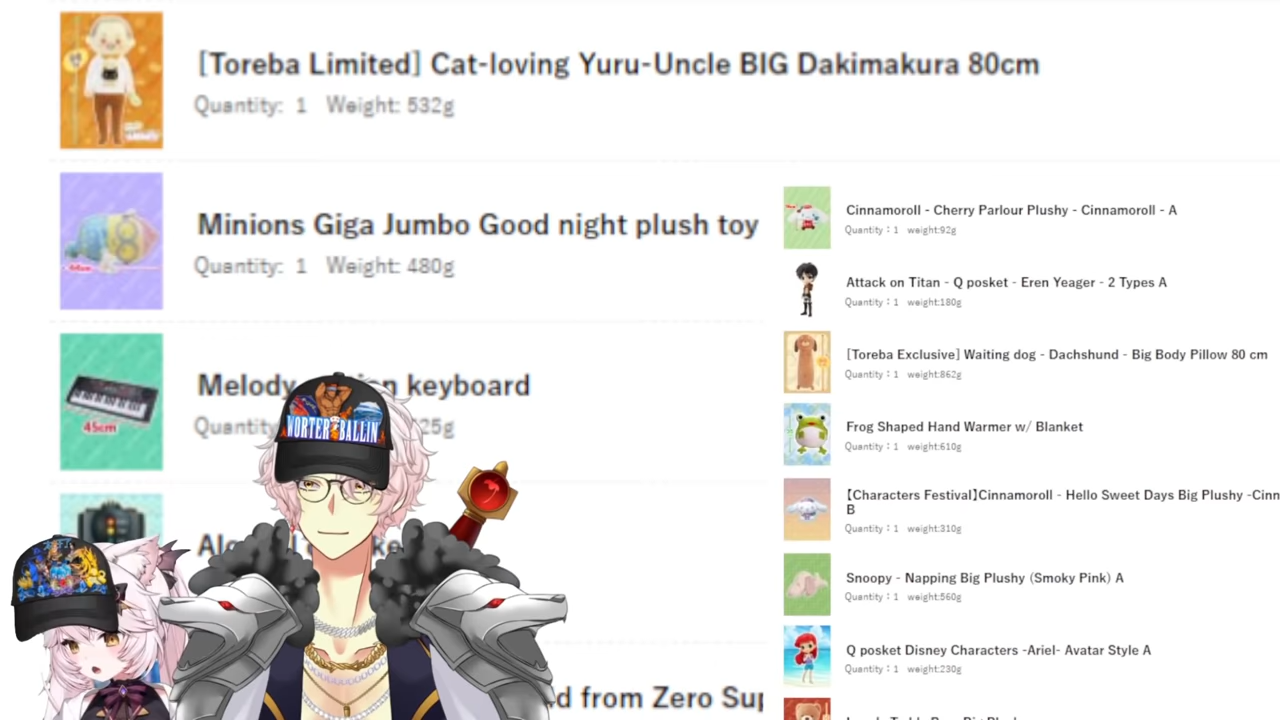 [Toreba Limited] Cat-loving Yuru-Uncle BIG Dakimakura 80cm
Quantity: 1 Weight: 532g
Minions Giga Jumbo Good night plush toy
Quantity: 1 Weight: 480g
Melody keyboard
45cm
25g
d from Zero Sup
WORTER BALLIN
Cinnamoroll - Cherry Parlour Plushy - Cinnamoroll - A
Quantity：1 weight:92g
Attack on Titan - Q posket - Eren Yeager - 2 Types A
Quantity：1 weight:180g
[Toreba Exclusive] Waiting dog - Dachshund - Big Body Pillow 80 cm
Quantity：1 weight:862g
Frog Shaped Hand Warmer w/ Blanket
Quantity：1 weight:610g
【Characters Festival】Cinnamoroll - Hello Sweet Days Big Plushy -Cinn
B
Quantity：1 weight:310g
Snoopy - Napping Big Plushy (Smoky Pink) A
Quantity：1 weight:560g
Q posket Disney Characters -Ariel- Avatar Style A
Quantity：1 weight:230g